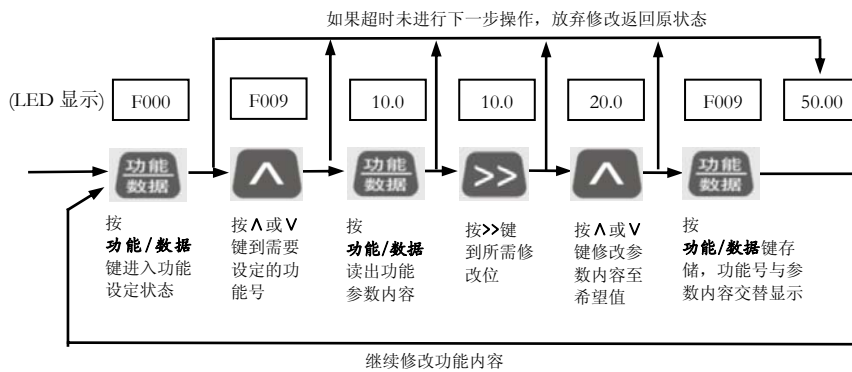 如果超时未进行下一步操作，放弃修改返回原状态
(LED 显示)
F000
F009
10.0
10.0
20.0
F009
50.00
功能
数据
∧
功能
数据
>>
∧
功能
数据
按
功能/数据
键进入功能
设定状态
按∧或∨
键到需要
设定的功
能号
按
功能/数据
读出功能
参数内容
按>>键
到所需修
改位
按∧或∨
键修改参
数内容至
希望值
按
功能/数据键存
储，功能号与参
数内容交替显示
继续修改功能内容